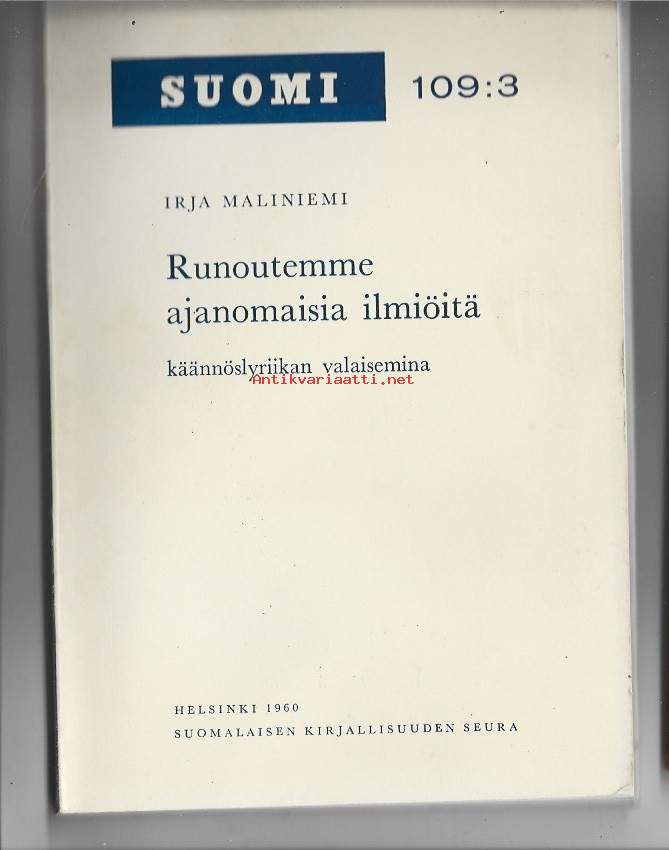 SUOMI 109:3
IRJA MALINIEMI
Runoutemme
ajanomaisia ilmiöitä
käännöslyriikan valaisemina
Antikvariaatti.net
HELSINKI 1960
SUOMALAISEN KIRJALLISUUDEN SEURA